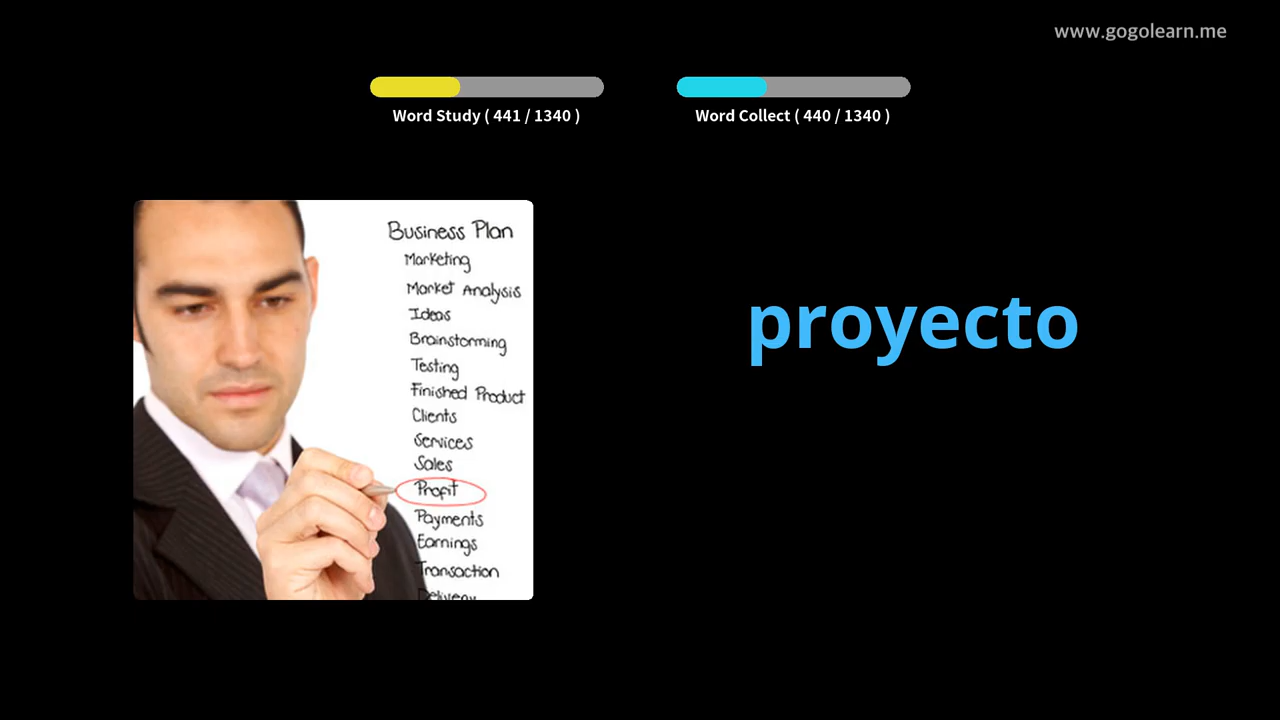 www.gogolearn.me
Word Study ( 441 / 1340 )
Word Collect ( 440 / 1340 )
Business Plan
Marketing
Market Analysis
Ideas
Brainstorming
Testing
Finished Product
Clients
Services
Sales
Profit
Payments
Earnings
Transaction
Delivery
proyecto